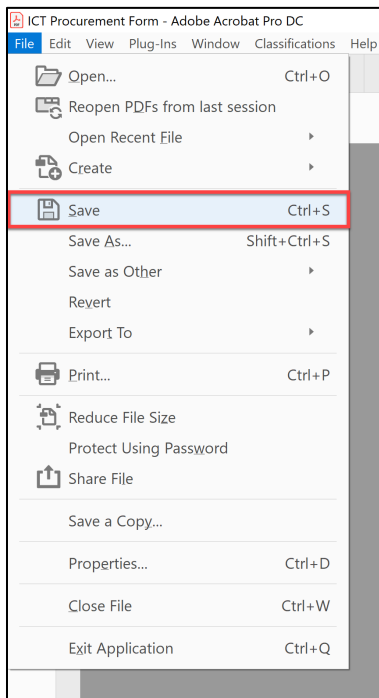 ICT Procurement Form - Adobe Acrobat Pro DC
File Edit View Plug-Ins Window Classifications Help
Open... Ctrl+O
Reopen PDFs from last session
Open Recent File
Create
Save Ctrl+S
Save As... Shift+Ctrl+S
Save as Other
Revert
Export To
Print... Ctrl+P
Reduce File Size
Protect Using Password
Share File
Save a Copy...
Properties... Ctrl+D
Close File Ctrl+W
Exit Application Ctrl+Q